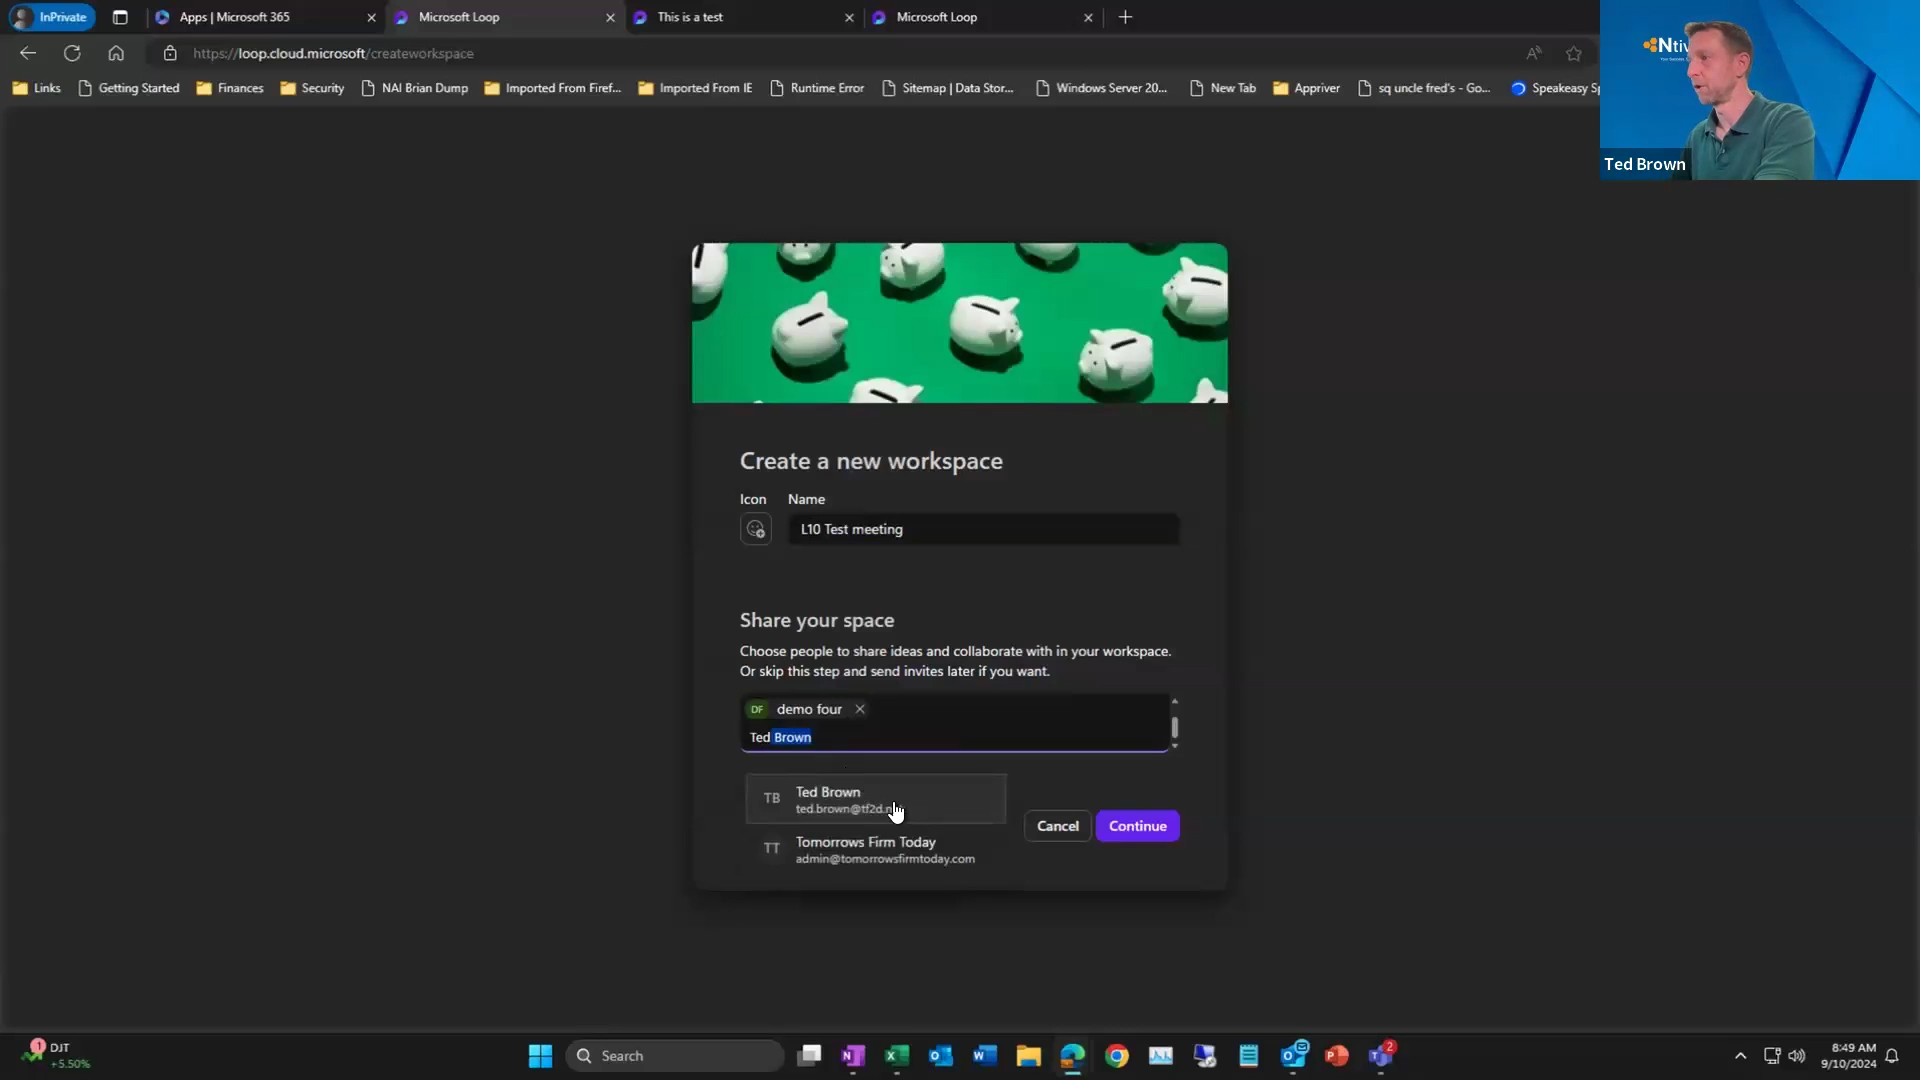 InPrivate
Apps | Microsoft 365
Microsoft Loop
This is a test
Microsoft Loop
https://loop.cloud.microsoft/createworkspace
Links
Getting Started
Finances
Security
NAI Brian Dump
Imported From Firef...
Imported From IE
Runtime Error
Sitemap | Data Stor...
Windows Server 20...
New Tab
Appriver
sq uncle fred's - Go...
Speakeasy
Ted Brown
Create a new workspace
Icon Name
L10 Test meeting
Share your space
Choose people to share ideas and collaborate with in your workspace.
Or skip this step and send invites later if you want.
DF demo four
Ted Brown
TB Ted Brown
ted.brown@tf2d.n
Cancel
Continue
TT Tomorrows Firm Today
admin@tomorrowsfirmtoday.com
1
DJT
+5.50%
Search
2
8:49 AM
9/10/2024